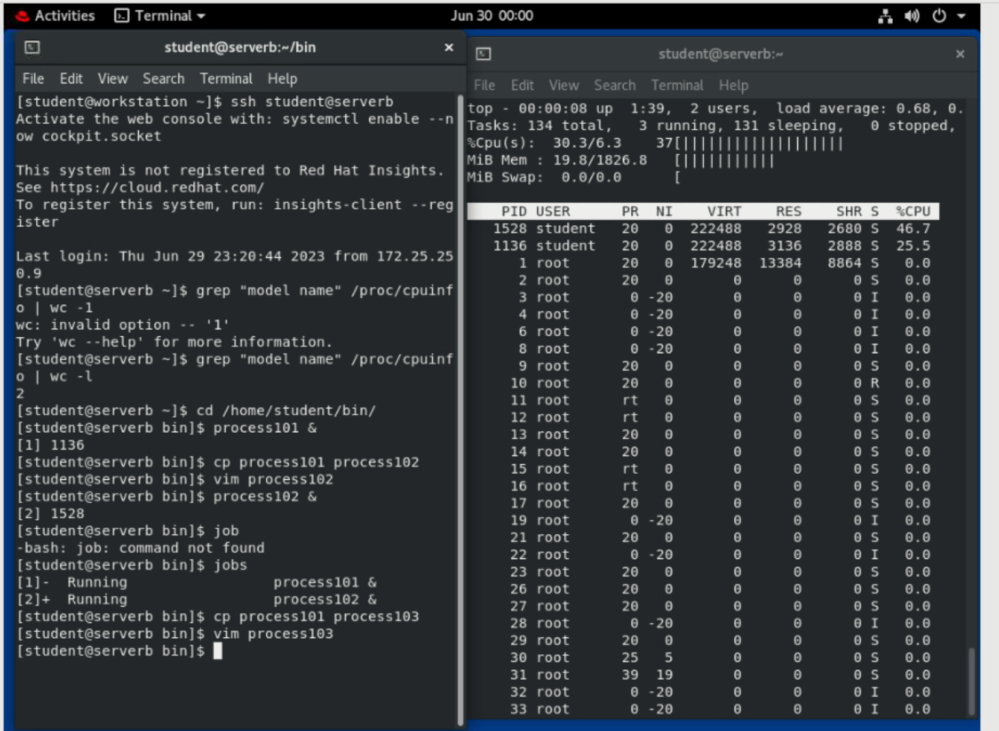 Activities Terminal Jun 30 00:00
student@serverb:~/bin ×
File Edit View Search Terminal Help
[student@workstation ~]$ ssh student@serverb
Activate the web console with: systemctl enable --n
ow cockpit.socket
This system is not registered to Red Hat Insights.
See https://cloud.redhat.com/
To register this system, run: insights-client --reg
ister
Last login: Thu Jun 29 23:20:44 2023 from 172.25.25
0.9
[student@serverb ~]$ grep "model name" /proc/cpuinf
o | wc -1
wc: invalid option -- '1'
Try 'wc --help' for more information.
[student@serverb ~]$ grep "model name" /proc/cpuinf
o | wc -l
2
[student@serverb ~]$ cd /home/student/bin/
[student@serverb bin]$ process101 &
[1] 1136
[student@serverb bin]$ cp process101 process102
[student@serverb bin]$ vim process102
[student@serverb bin]$ process102 &
[2] 1528
[student@serverb bin]$ job
-bash: job: command not found
[student@serverb bin]$ jobs
[1]-  Running                 process101 &
[2]+  Running                 process102 &
[student@serverb bin]$ cp process101 process103
[student@serverb bin]$ vim process103
[student@serverb bin]$
student@serverb:~ ×
File Edit View Search Terminal Help
top - 00:00:08 up  1:39,  2 users,  load average: 0.68, 0.
Tasks: 134 total,   3 running, 131 sleeping,   0 stopped,
%Cpu(s):  30.3/6.3    37[|||||||||||||||||||
MiB Mem : 19.8/1826.8   [|||||||||||
MiB Swap:  0.0/0.0      [
PID USER PR NI VIRT RES SHR S %CPU
1528 student 20 0 222488 2928 2680 S 46.7
1136 student 20 0 222488 3136 2888 S 25.5
1 root 20 0 179248 13384 8864 S 0.0
2 root 20 0 0 0 0 S 0.0
3 root 0 -20 0 0 0 I 0.0
4 root 0 -20 0 0 0 I 0.0
6 root 0 -20 0 0 0 I 0.0
8 root 0 -20 0 0 0 I 0.0
9 root 20 0 0 0 0 S 0.0
10 root 20 0 0 0 0 R 0.0
11 root rt 0 0 0 0 S 0.0
12 root rt 0 0 0 0 S 0.0
13 root 20 0 0 0 0 S 0.0
14 root 20 0 0 0 0 S 0.0
15 root rt 0 0 0 0 S 0.0
16 root rt 0 0 0 0 S 0.0
17 root 20 0 0 0 0 S 0.0
19 root 0 -20 0 0 0 I 0.0
21 root 20 0 0 0 0 S 0.0
22 root 0 -20 0 0 0 I 0.0
23 root 20 0 0 0 0 S 0.0
26 root 20 0 0 0 0 S 0.0
27 root 20 0 0 0 0 S 0.0
28 root 0 -20 0 0 0 I 0.0
29 root 20 0 0 0 0 S 0.0
30 root 25 5 0 0 0 S 0.0
31 root 39 19 0 0 0 S 0.0
32 root 0 -20 0 0 0 I 0.0
33 root 0 -20 0 0 0 I 0.0